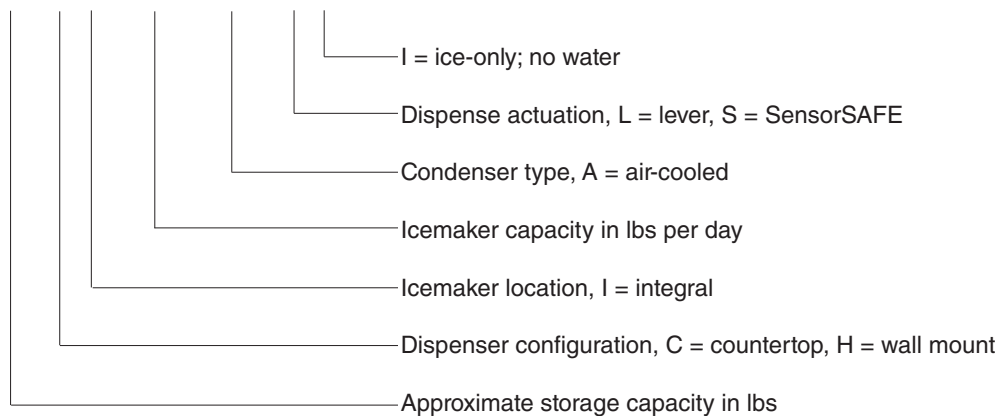 I = ice-only; no water
Dispense actuation, L = lever, S = SensorSAFE
Condenser type, A = air-cooled
Icemaker capacity in lbs per day
Icemaker location, I = integral
Dispenser configuration, C = countertop, H = wall mount
Approximate storage capacity in lbs